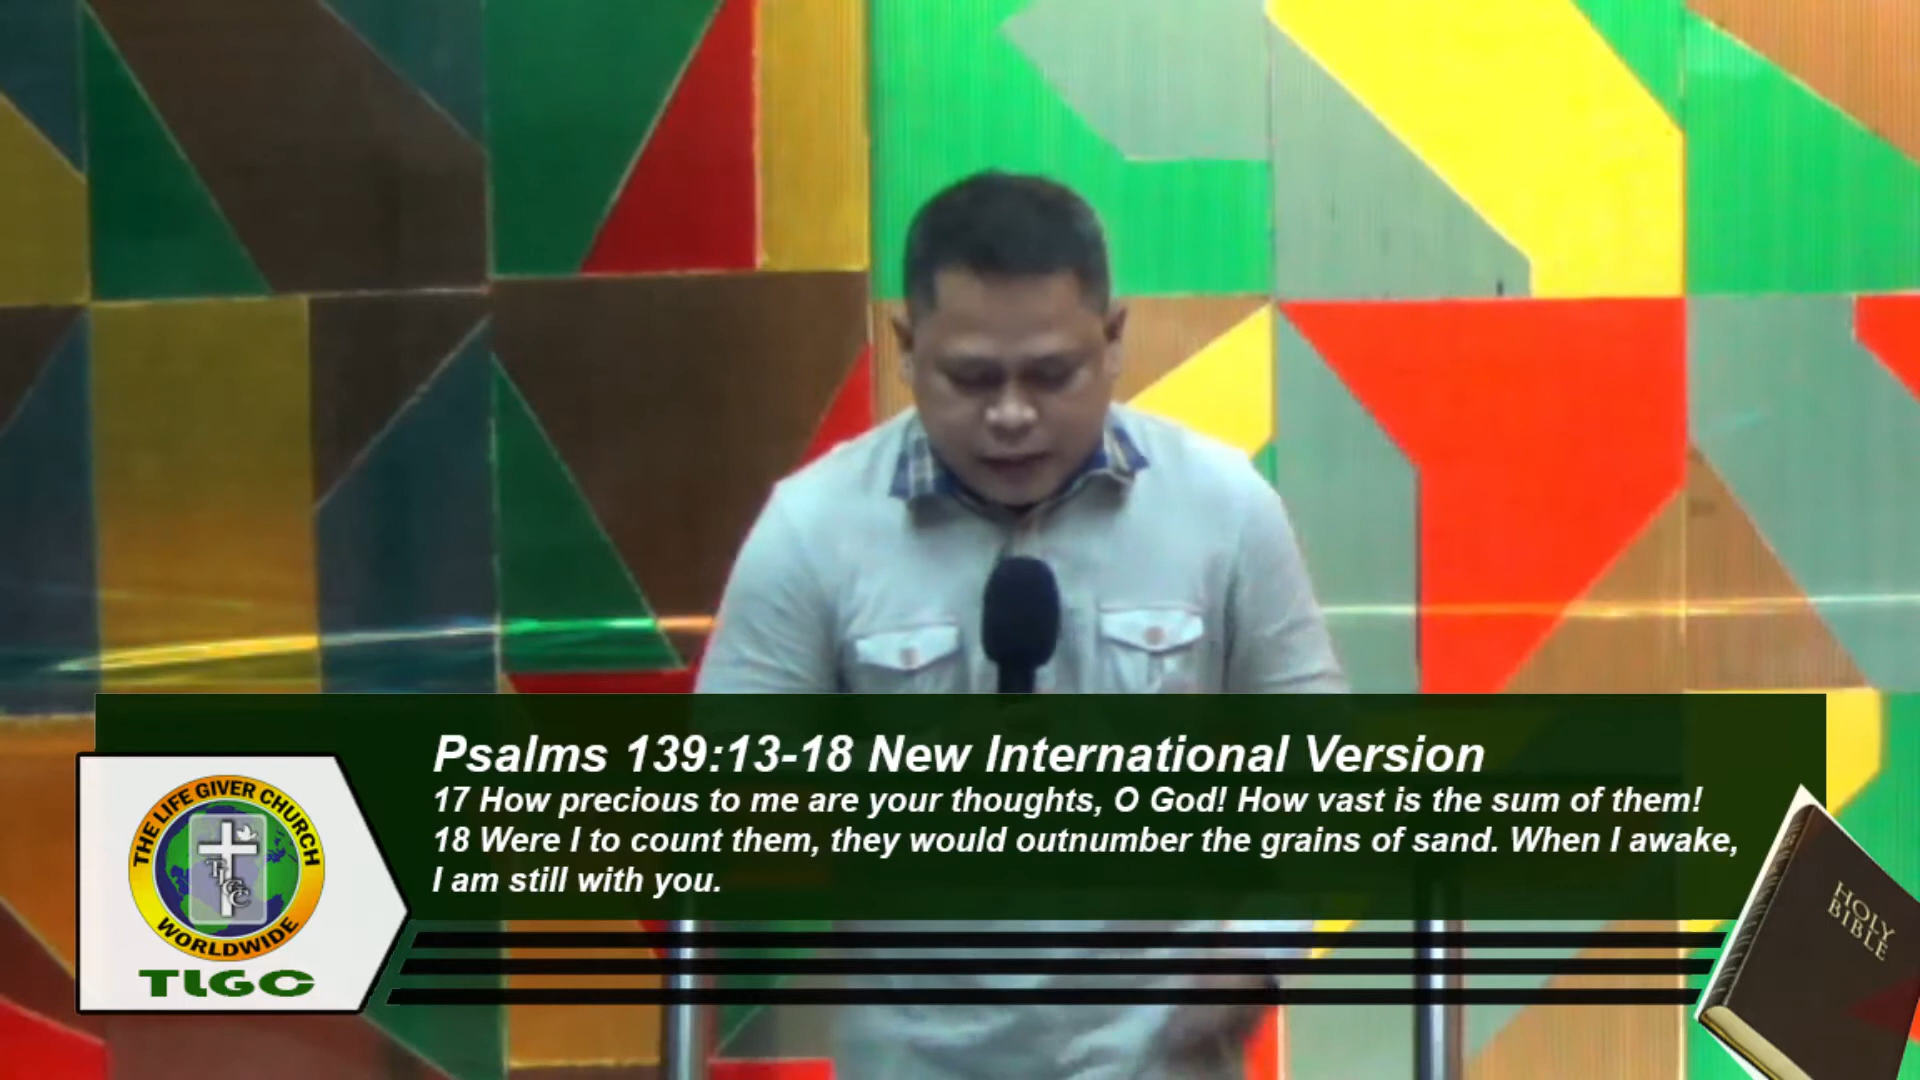 Psalms 139:13-18 New International Version
17 How precious to me are your thoughts, O God! How vast is the sum of them!
18 Were I to count them, they would outnumber the grains of sand. When I awake,
I am still with you.
THE LIFE GIVER CHURCH
TLGC
WORLDWIDE
TLGC
HOLY
BIBLE